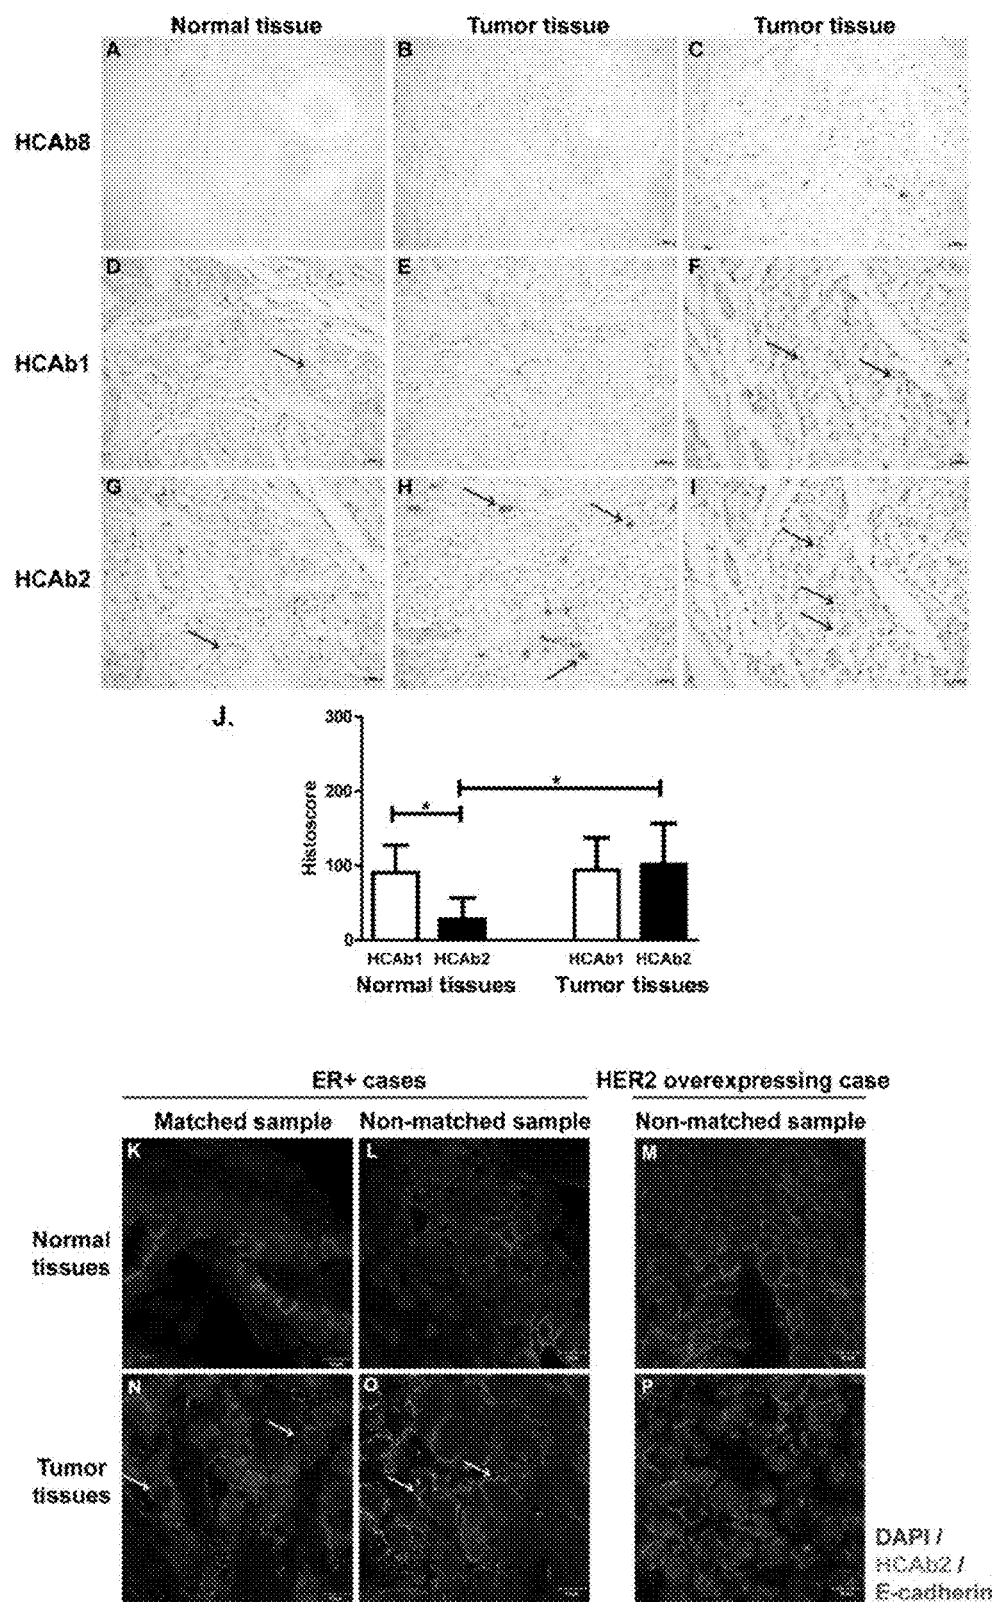 Normal tissue Tumor tissue Tumor tissue
A B C
HCAb8
D E F
HCAb1
G H I
HCAb2
J.
300
200
100
0
Histoscore
*
*
HCAb1 HCAb2 HCAb1 HCAb2
Normal tissues Tumor tissues
ER+ cases HER2 overexpressing case
Matched sample Non-matched sample Non-matched sample
K L M
Normal
tissues
N O P
Tumor
tissues
DAPI /
HCAb2 /
E-cadherin